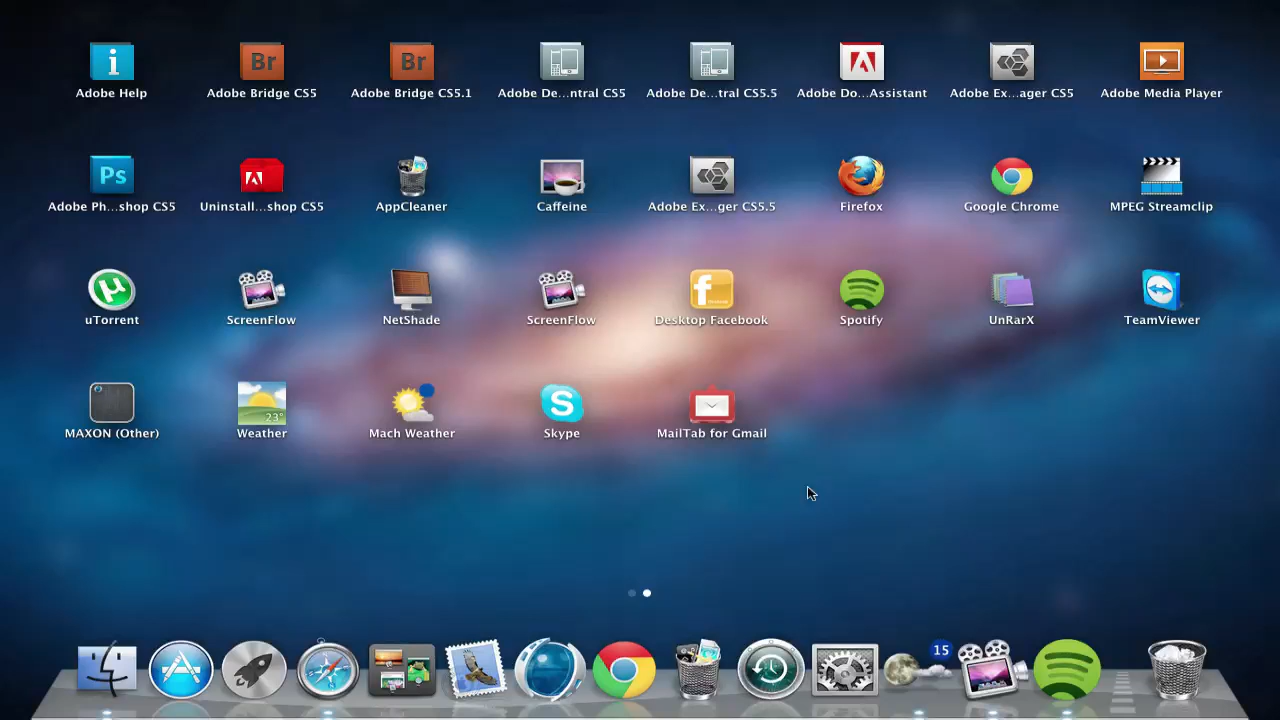 Adobe Help Adobe Bridge CS5 Adobe Bridge CS5.1 Adobe De...ntral CS5 Adobe De...tral CS5.5 Adobe Do...Assistant Adobe Ex...ager CS5 Adobe Media Player
Adobe Ph...shop CS5 Uninstall...shop CS5 AppCleaner Caffeine Adobe Ex...ger CS5.5 Firefox Google Chrome MPEG Streamclip
uTorrent ScreenFlow NetShade ScreenFlow Desktop Facebook Spotify UnRarX TeamViewer
23°
MAXON (Other) Weather Mach Weather Skype MailTab for Gmail
15